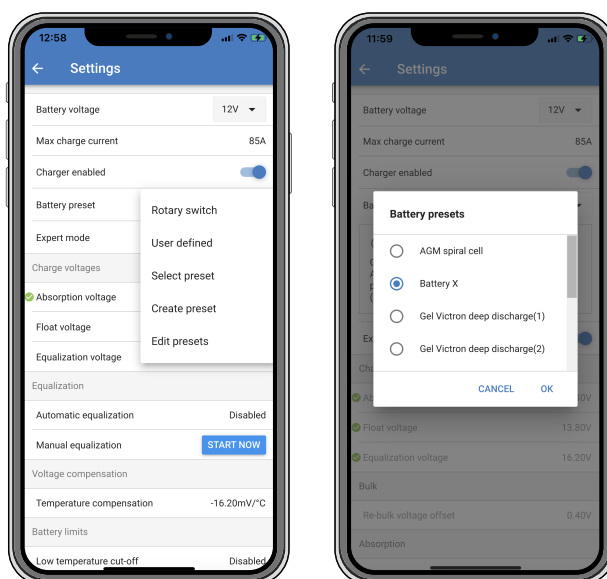 12:58
Settings
Battery voltage 12V
Max charge current 85A
Charger enabled
Battery preset
Expert mode
Rotary switch
User defined
Select preset
Create preset
Edit presets
Charge voltages
Absorption voltage
Float voltage
Equalization voltage
Equalization
Automatic equalization Disabled
Manual equalization START NOW
Voltage compensation
Temperature compensation -16.20mV/°C
Battery limits
Low temperature cut-off Disabled
11:59
Settings
Battery voltage 12V
Max charge current 85A
Charger enabled
Ba
Battery presets
AGM spiral cell
Battery X
Gel Victron deep discharge(1)
Gel Victron deep discharge(2)
CANCEL OK
Ex
Cha
Ab 40V
Float voltage 13.80V
Equalization voltage 16.20V
Bulk
Re-bulk voltage offset 0.40V
Absorption